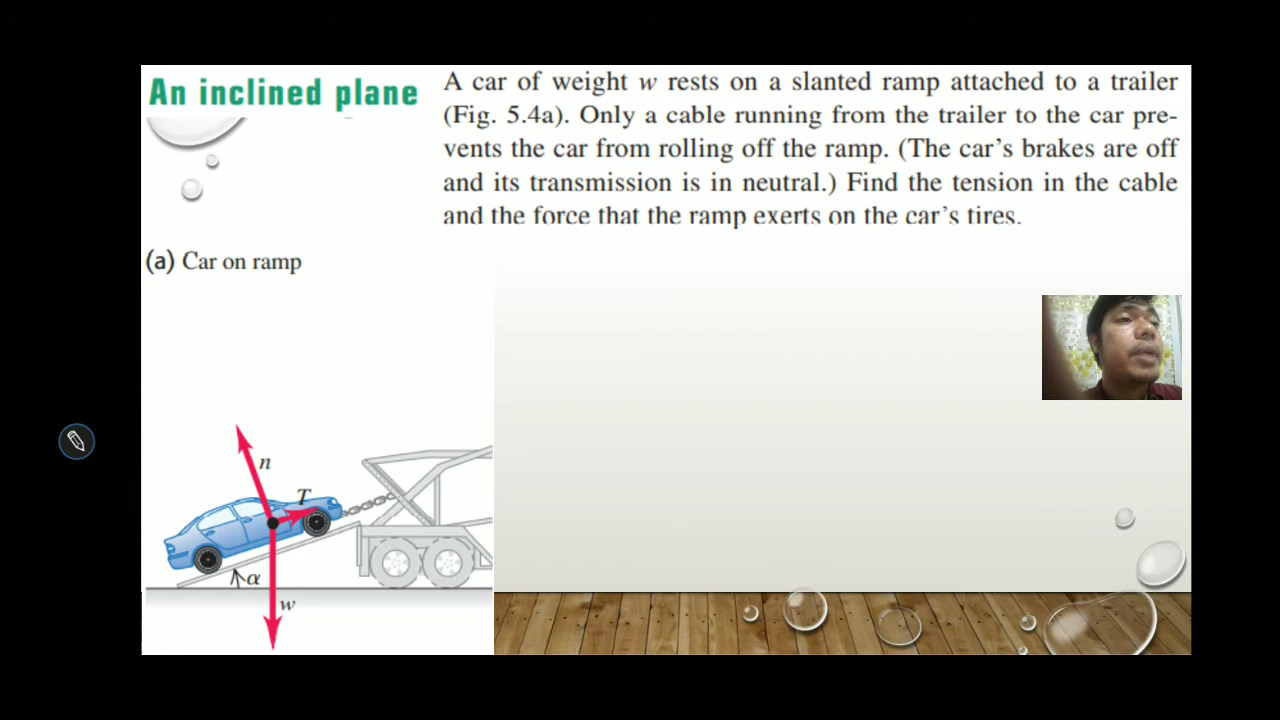 An inclined plane
A car of weight w rests on a slanted ramp attached to a trailer
(Fig. 5.4a). Only a cable running from the trailer to the car pre-
vents the car from rolling off the ramp. (The car's brakes are off
and its transmission is in neutral.) Find the tension in the cable
and the force that the ramp exerts on the car's tires.
(a) Car on ramp
n
T
α
w